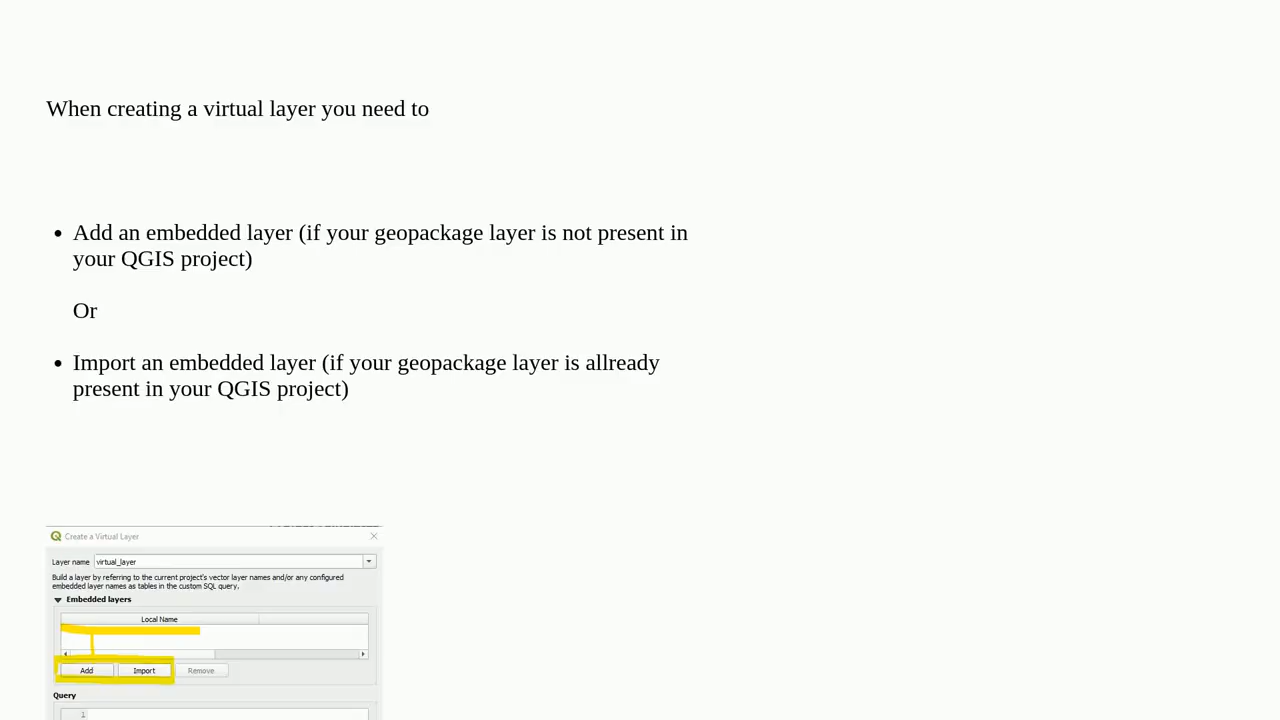 When creating a virtual layer you need to
• Add an embedded layer (if your geopackage layer is not present in
your QGIS project)
Or
• Import an embedded layer (if your geopackage layer is allready
present in your QGIS project)
Create a Virtual Layer
Layer name virtual_layer
Build a layer by referring to the current project's vector layer names and/or any configured
embedded layer names as tables in the custom SQL query.
Embedded layers
Local Name
Add Import Remove
Query
1